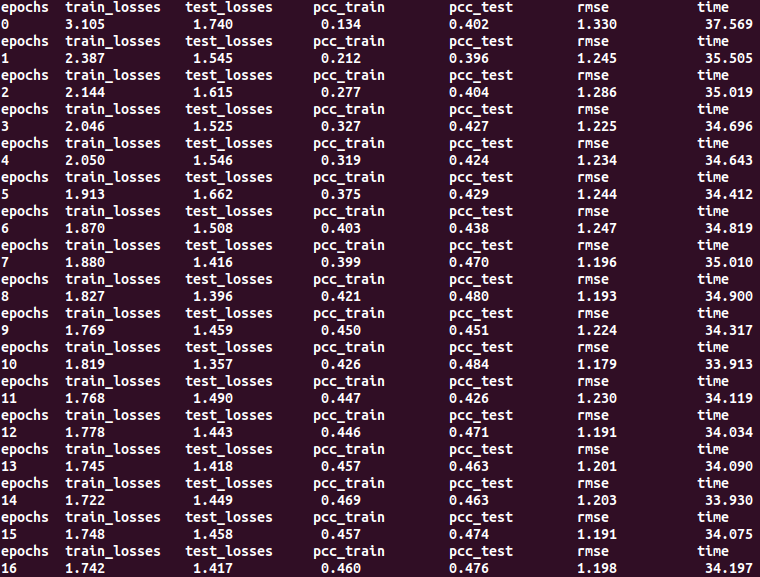 epochs train_losses test_losses pcc_train pcc_test rmse time
0 3.105 1.740 0.134 0.402 1.330 37.569
epochs train_losses test_losses pcc_train pcc_test rmse time
1 2.387 1.545 0.212 0.396 1.245 35.505
epochs train_losses test_losses pcc_train pcc_test rmse time
2 2.144 1.615 0.277 0.404 1.286 35.019
epochs train_losses test_losses pcc_train pcc_test rmse time
3 2.046 1.525 0.327 0.427 1.225 34.696
epochs train_losses test_losses pcc_train pcc_test rmse time
4 2.050 1.546 0.319 0.424 1.234 34.643
epochs train_losses test_losses pcc_train pcc_test rmse time
5 1.913 1.662 0.375 0.429 1.244 34.412
epochs train_losses test_losses pcc_train pcc_test rmse time
6 1.870 1.508 0.403 0.438 1.247 34.819
epochs train_losses test_losses pcc_train pcc_test rmse time
7 1.880 1.416 0.399 0.470 1.196 35.010
epochs train_losses test_losses pcc_train pcc_test rmse time
8 1.827 1.396 0.421 0.480 1.193 34.900
epochs train_losses test_losses pcc_train pcc_test rmse time
9 1.769 1.459 0.450 0.451 1.224 34.317
epochs train_losses test_losses pcc_train pcc_test rmse time
10 1.819 1.357 0.426 0.484 1.179 33.913
epochs train_losses test_losses pcc_train pcc_test rmse time
11 1.768 1.490 0.447 0.426 1.230 34.119
epochs train_losses test_losses pcc_train pcc_test rmse time
12 1.778 1.443 0.446 0.471 1.191 34.034
epochs train_losses test_losses pcc_train pcc_test rmse time
13 1.745 1.418 0.457 0.463 1.201 34.090
epochs train_losses test_losses pcc_train pcc_test rmse time
14 1.722 1.449 0.469 0.463 1.203 33.930
epochs train_losses test_losses pcc_train pcc_test rmse time
15 1.748 1.458 0.457 0.474 1.191 34.075
epochs train_losses test_losses pcc_train pcc_test rmse time
16 1.742 1.417 0.460 0.476 1.198 34.197